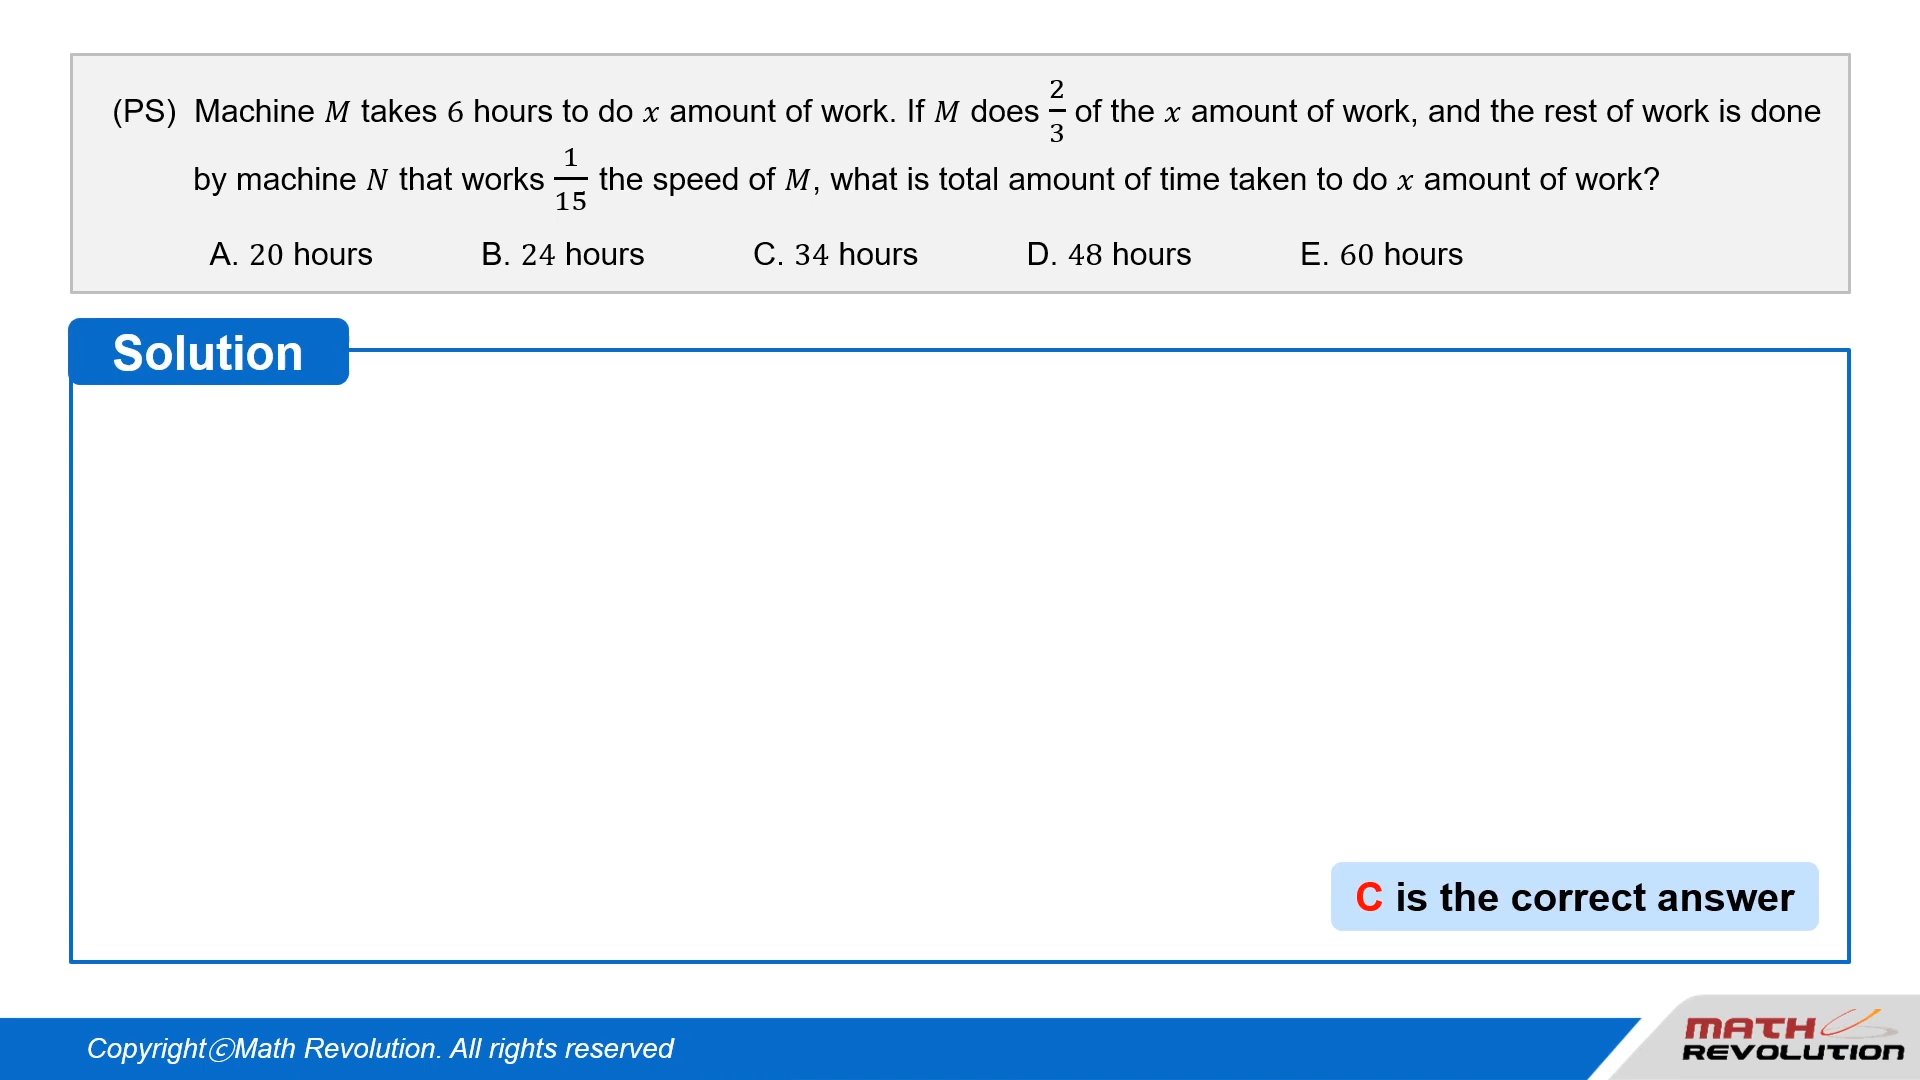 (PS) Machine M takes 6 hours to do x amount of work. If M does 2/3 of the x amount of work, and the rest of work is done
by machine N that works 1/15 the speed of M, what is total amount of time taken to do x amount of work?
A. 20 hours B. 24 hours C. 34 hours D. 48 hours E. 60 hours
Solution
C is the correct answer
CopyrightⓒMath Revolution. All rights reserved
MATH
REVOLUTION